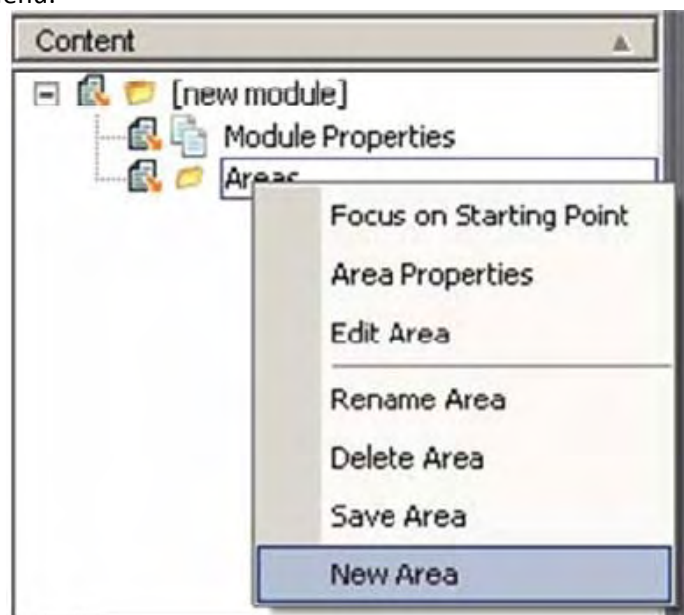 Content
[new module]
Module Properties
Areas
Focus on Starting Point
Area Properties
Edit Area
Rename Area
Delete Area
Save Area
New Area